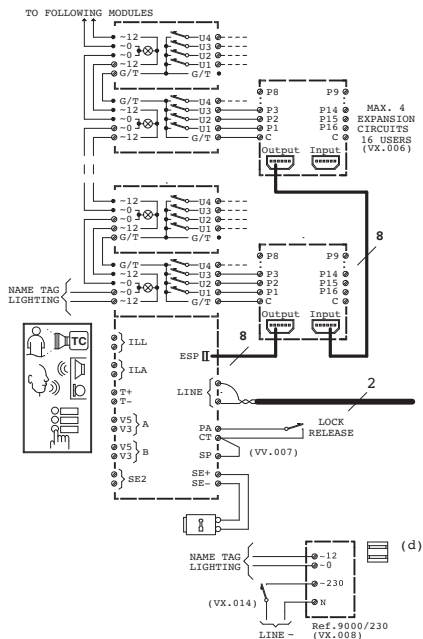 TO FOLLOWING MODULES
~12 U4
~0 U3
~0 U2
~12 U1
G/T G/T
G/T U4
~12 U3
~0 U2
~0 U1
~12 G/T
P8 P9
P3 P14
P2 P15
P1 P16
C C
Output Input
MAX. 4
EXPANSION
CIRCUITS
16 USERS
(VX.006)
~12 U4
~0 U3
~0 U2
~12 U1
G/T G/T
8
G/T U4
~12 U3
~0 U2
~0 U1
~12 G/T
NAME TAG
LIGHTING
P8 P9
P3 P14
P2 P15
P1 P16
C C
Output Input
TC
ILL
ESP
8
ILA
LINE
2
T+
T-
V5
V3
A
PA
CT
LOCK
RELEASE
V5
V3
B
SP
(VV.007)
SE2
SE+
SE-
NAME TAG
LIGHTING
~12
~0
~230
N
(d)
(VX.014)
LINE ~
Ref.9000/230
(VX.008)